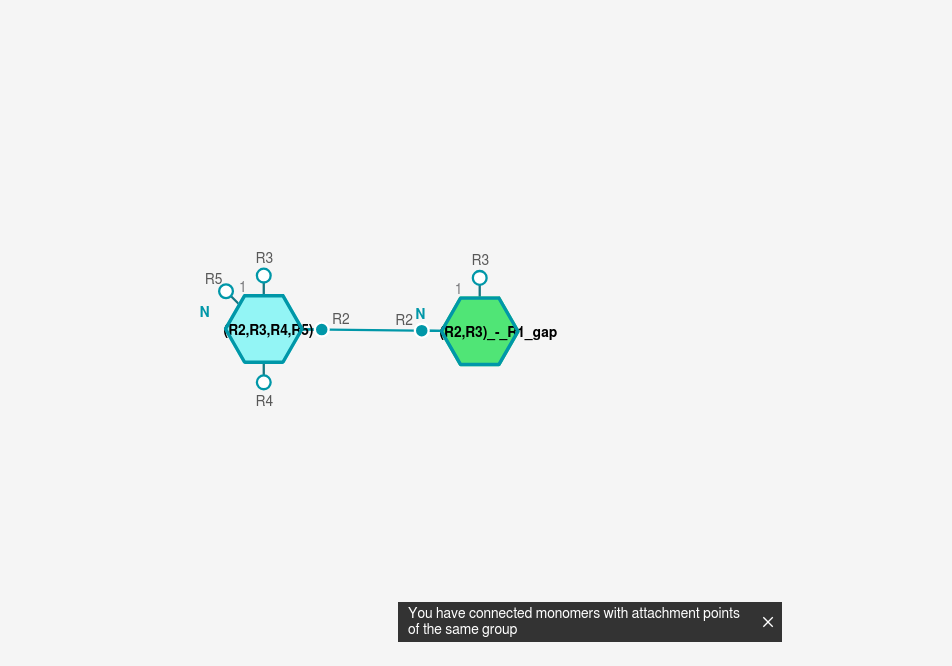 R3
R3
R5
1
1
N
N
R2
R2
(R2,R3,R4,R5)
(R2,R3)_-_R1_gap
R4
You have connected monomers with attachment points
of the same group